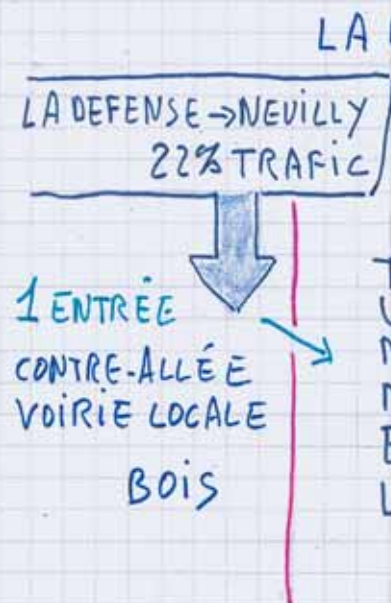 LA
LA DEFENSE → NEUILLY
22% TRAFIC
1 ENTRÉE
CONTRE-ALLÉE
VOIRIE LOCALE
BOIS